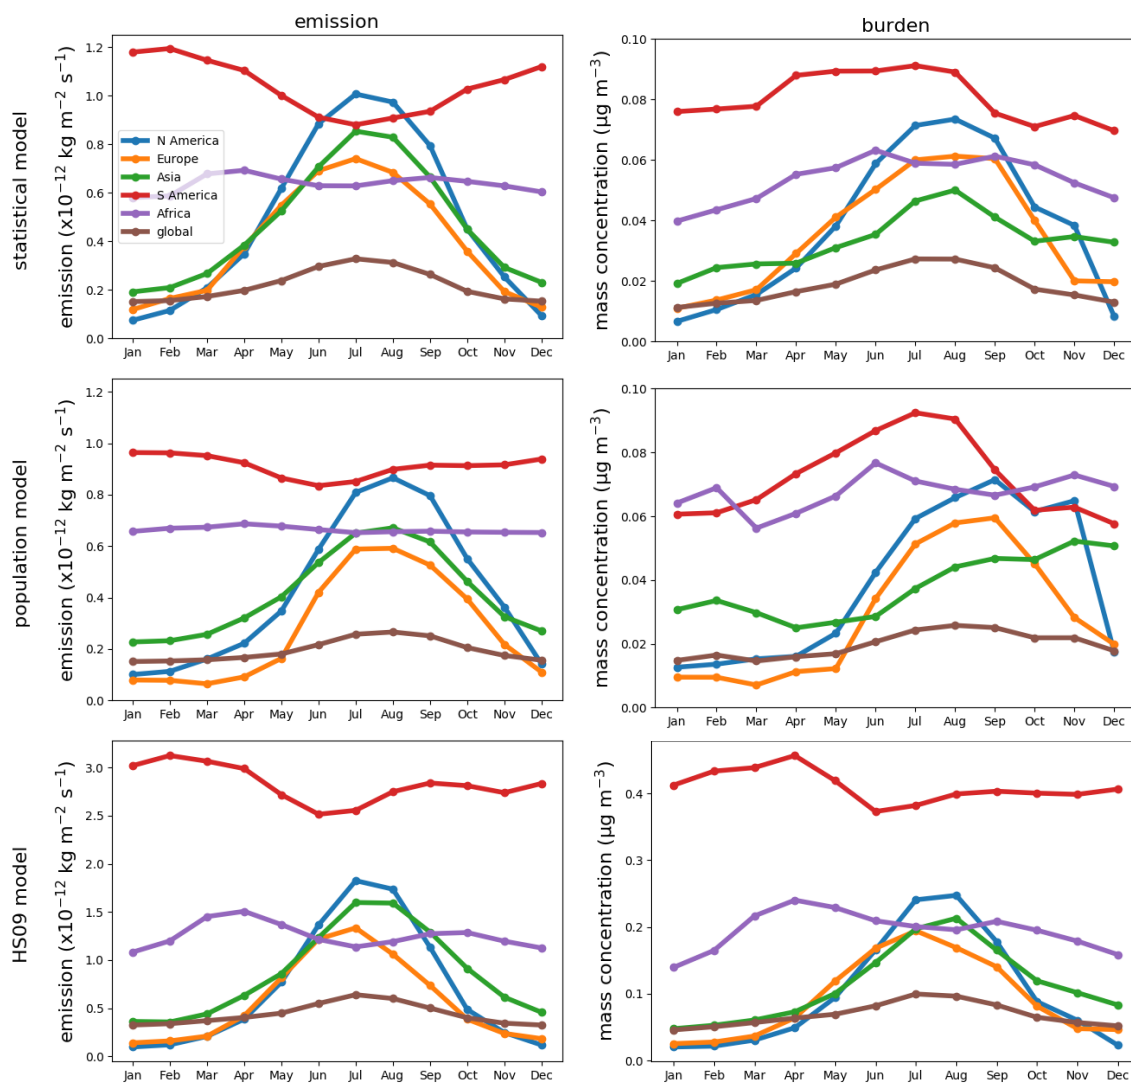 emission
burden
statistical model
emission (x10⁻¹² kg m⁻² s⁻¹)
1.2
1.0
0.8
0.6
0.4
0.2
0.0
N America
Europe
Asia
S America
Africa
global
Jan Feb Mar Apr May Jun Jul Aug Sep Oct Nov Dec
mass concentration (µg m⁻³)
0.10
0.08
0.06
0.04
0.02
0.00
Jan Feb Mar Apr May Jun Jul Aug Sep Oct Nov Dec
population model
emission (x10⁻¹² kg m⁻² s⁻¹)
1.2
1.0
0.8
0.6
0.4
0.2
0.0
Jan Feb Mar Apr May Jun Jul Aug Sep Oct Nov Dec
mass concentration (µg m⁻³)
0.10
0.08
0.06
0.04
0.02
0.00
Jan Feb Mar Apr May Jun Jul Aug Sep Oct Nov Dec
HS09 model
emission (x10⁻¹² kg m⁻² s⁻¹)
3.0
2.5
2.0
1.5
1.0
0.5
0.0
Jan Feb Mar Apr May Jun Jul Aug Sep Oct Nov Dec
mass concentration (µg m⁻³)
0.4
0.3
0.2
0.1
0.0
Jan Feb Mar Apr May Jun Jul Aug Sep Oct Nov Dec